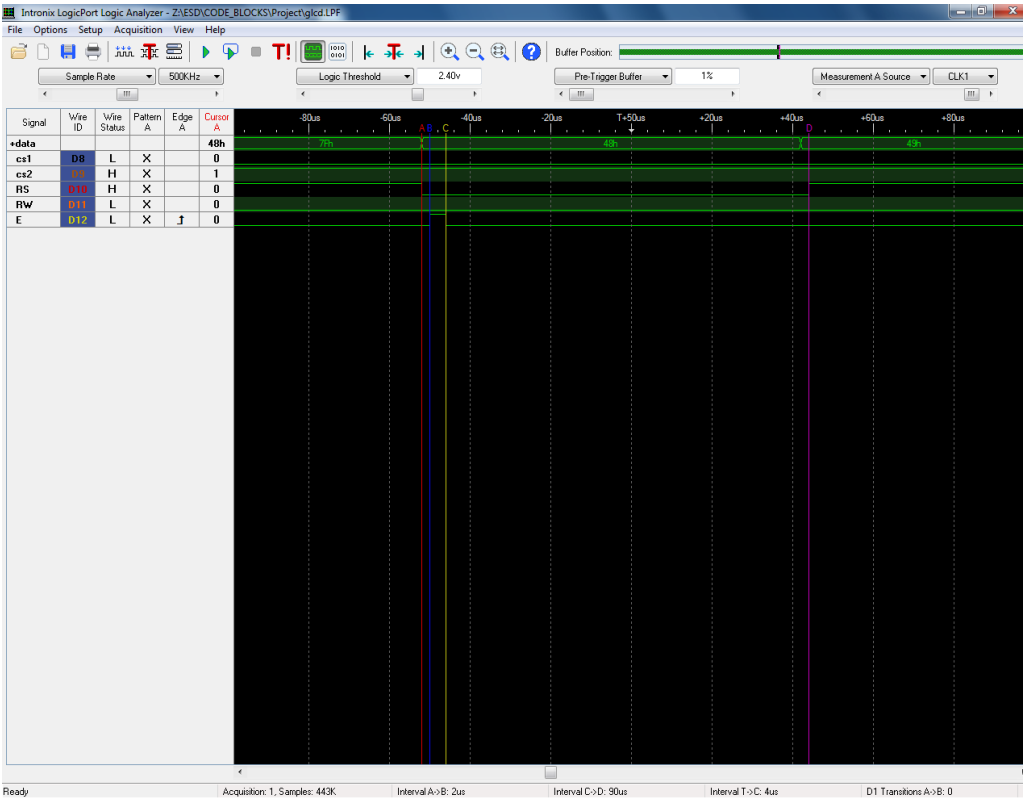 Intronix LogicPort Logic Analyzer - Z:\ESD\CODE_BLOCKS\Project\glcd.LPF
File Options Setup Acquisition View Help
Buffer Position:
Sample Rate 500KHz Logic Threshold 2.40v Pre-Trigger Buffer 1% Measurement A Source CLK1
Signal Wire ID Wire Status Pattern A Edge A Cursor A
-80us -60us -40us -20us T+50us +20us +40us +60us +80us
A B C D
+data 48h 7Fh 48h 49h
cs1 D8 L X 0
cs2 D9 H X 1
RS D10 H X 0
RW D11 L X 0
E D12 L X 0
Ready Acquisition: 1, Samples: 443K Interval A->B: 2us Interval C->D: 90us Interval T->C: 4us D1 Transitions A->B: 0